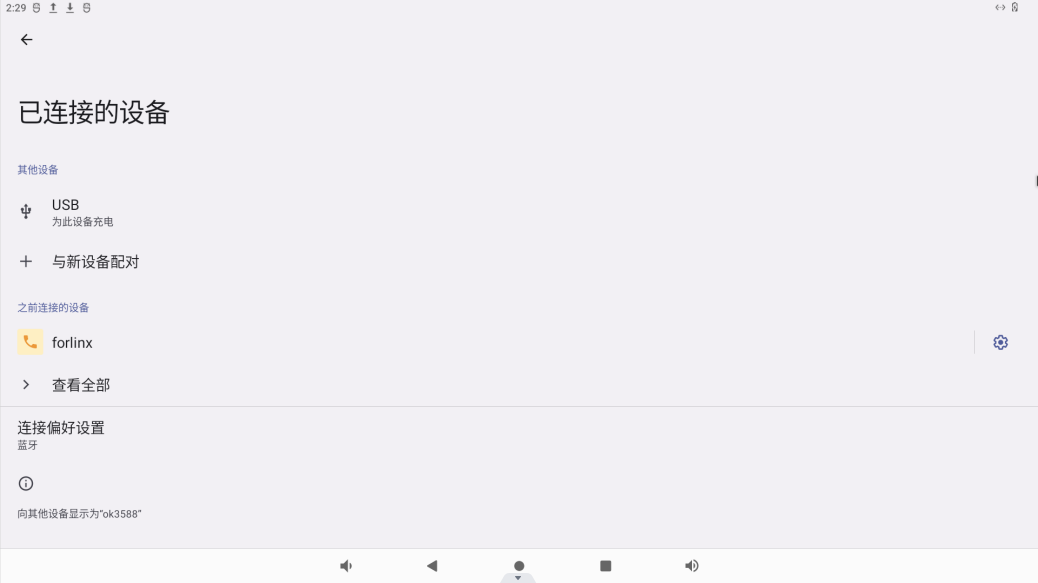 2:29
已连接的设备
其他设备
USB
为此设备充电
与新设备配对
之前连接的设备
forlinx
查看全部
连接偏好设置
蓝牙
向其他设备显示为“ok3588”